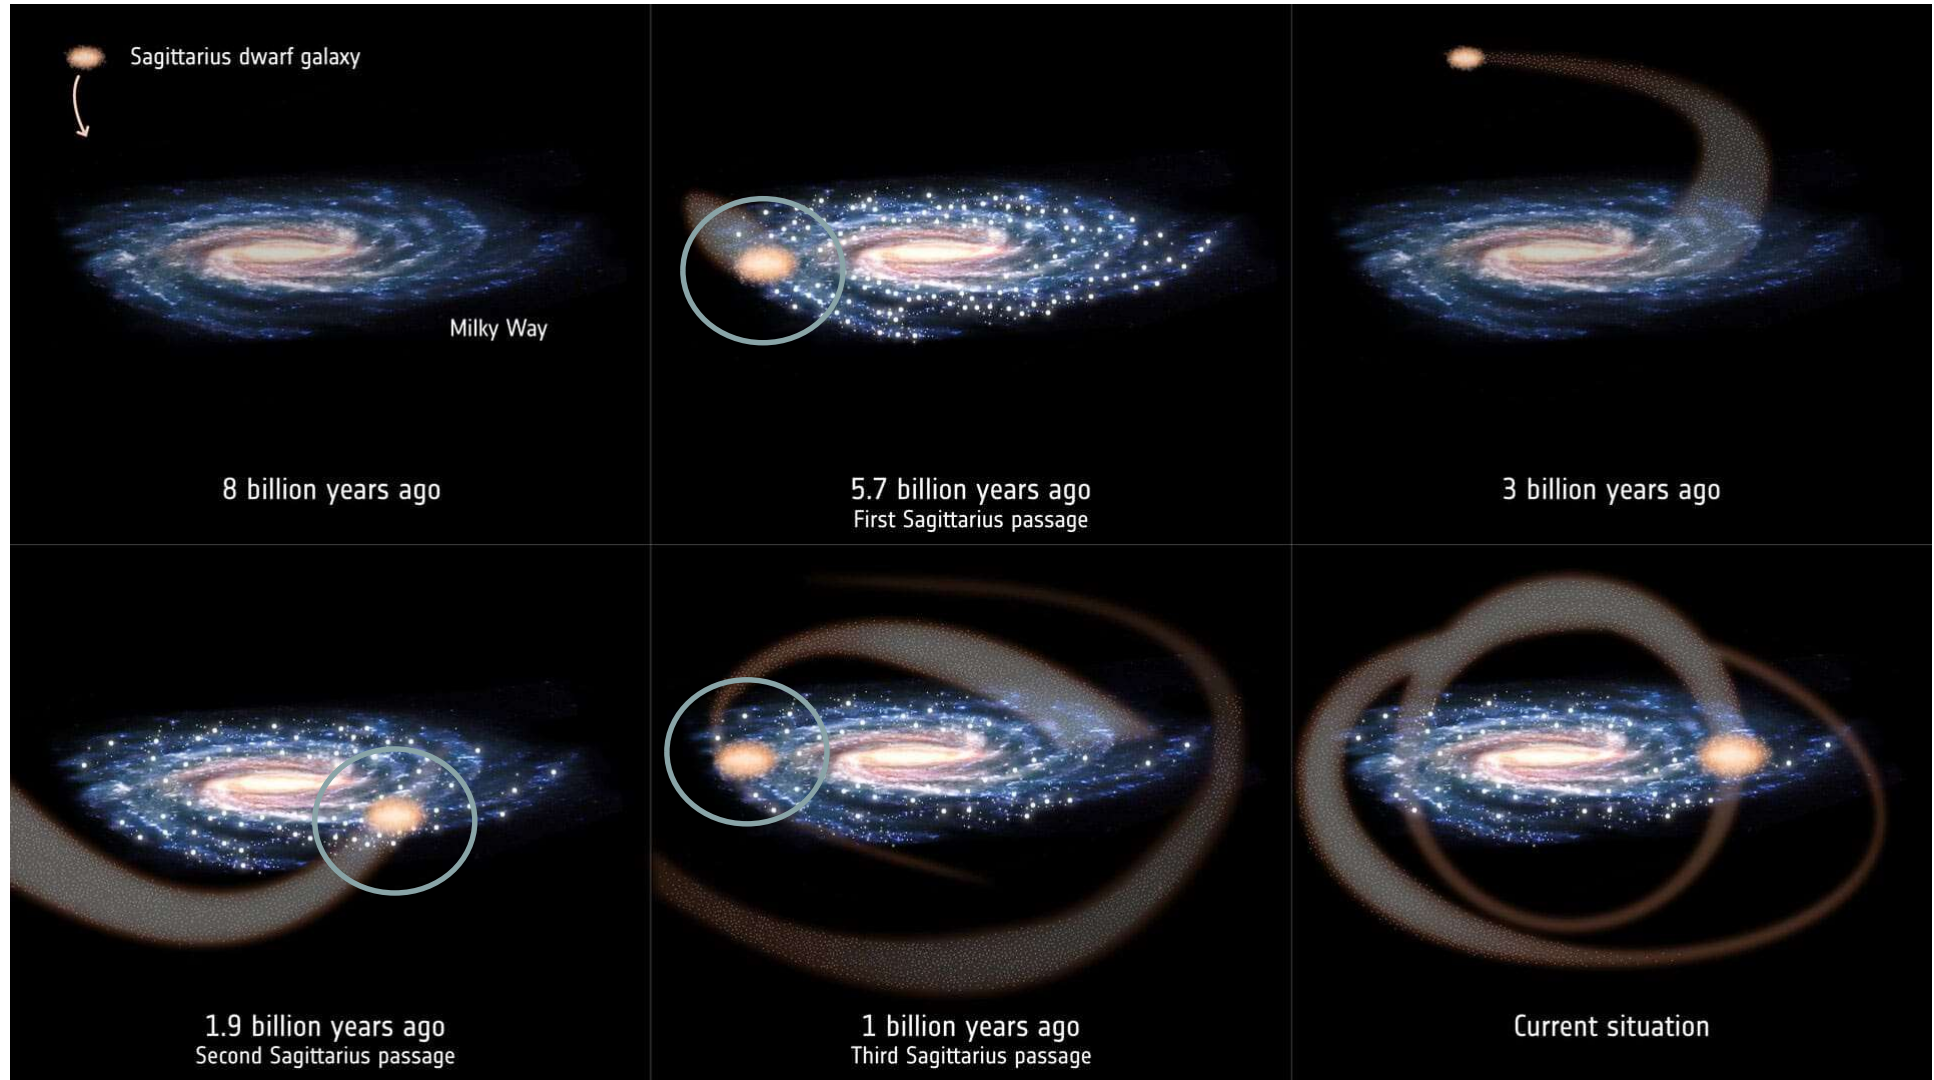 Sagittarius dwarf galaxy
Milky Way
8 billion years ago
5.7 billion years ago
First Sagittarius passage
3 billion years ago
1.9 billion years ago
Second Sagittarius passage
1 billion years ago
Third Sagittarius passage
Current situation